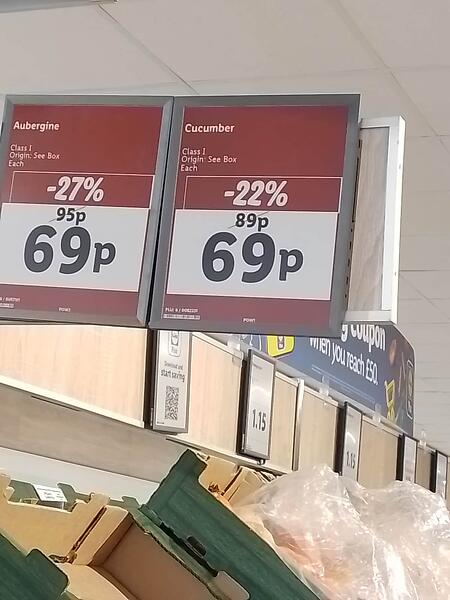 Aubergine
Class I
Origin: See Box
Each
-27%
95p
69p
Cucumber
Class I
Origin: See Box
Each
-22%
89p
69p
Coupon
when you reach £50.
Download and
start saving
1.15
1.15